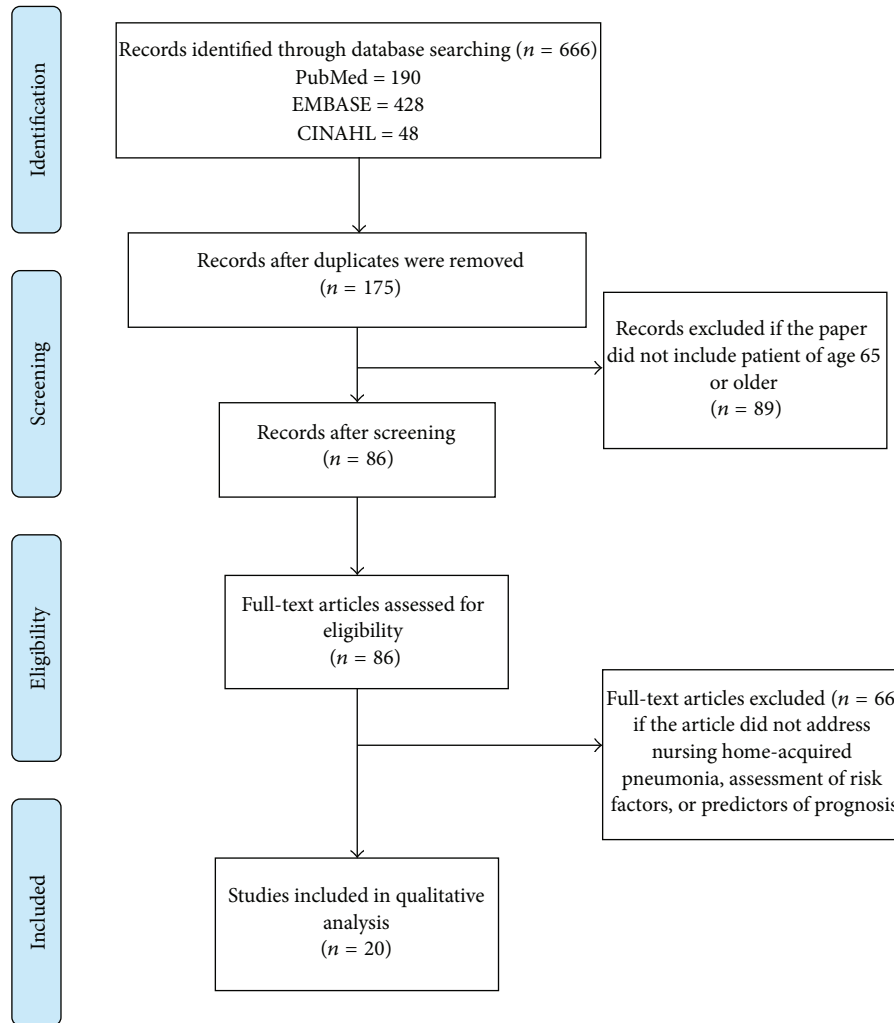 Identification
Records identified through database searching (n = 666)
PubMed = 190
EMBASE = 428
CINAHL = 48
Records after duplicates were removed
(n = 175)
Screening
Records excluded if the paper
did not include patient of age 65
or older
(n = 89)
Records after screening
(n = 86)
Eligibility
Full-text articles assessed for
eligibility
(n = 86)
Full-text articles excluded (n = 66
if the article did not address
nursing home-acquired
pneumonia, assessment of risk
factors, or predictors of prognosis
Included
Studies included in qualitative
analysis
(n = 20)